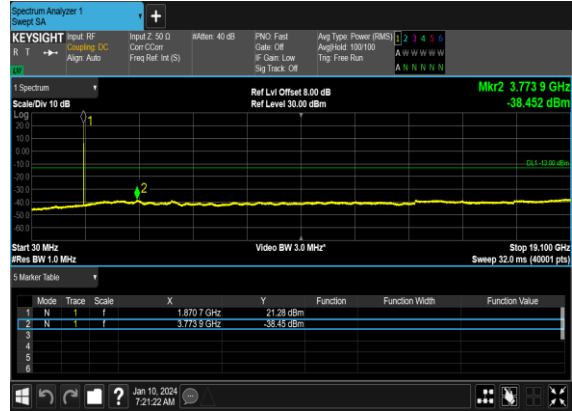 Spectrum Analyzer 1
Swept SA
KEYSIGHT Input: RF Input Z: 50 Ω #Atten: 40 dB PNO: Fast Avg Type: Power (RMS) 1 2 3 4 5 6
R T Coupling: DC Corr CCorr Gate: Off Avg|Hold: 100/100 A W W W W W
Align: Auto Freq Ref: Int (S) IF Gain: Low Trig: Free Run
Sig Track: Off A N N N N N
LW
1 Spectrum Ref Lvl Offset 8.00 dB Mkr2 3.773 9 GHz
Scale/Div 10 dB Ref Level 30.00 dBm -38.452 dBm
Log
20.0
10.0
0.00
-10.0
-20.0
-30.0
-40.0
-50.0
-60.0
1
DL1 -13.00 dBm
2
Start 30 MHz Video BW 3.0 MHz* Stop 19.100 GHz
#Res BW 1.0 MHz Sweep 32.0 ms (40001 pts)
5 Marker Table
Mode Trace Scale X Y Function Function Width Function Value
1 N 1 f 1.870 7 GHz 21.28 dBm
2 N 1 f 3.773 9 GHz -38.45 dBm
3
4
5
6
? Jan 10, 2024
7:21:22 AM